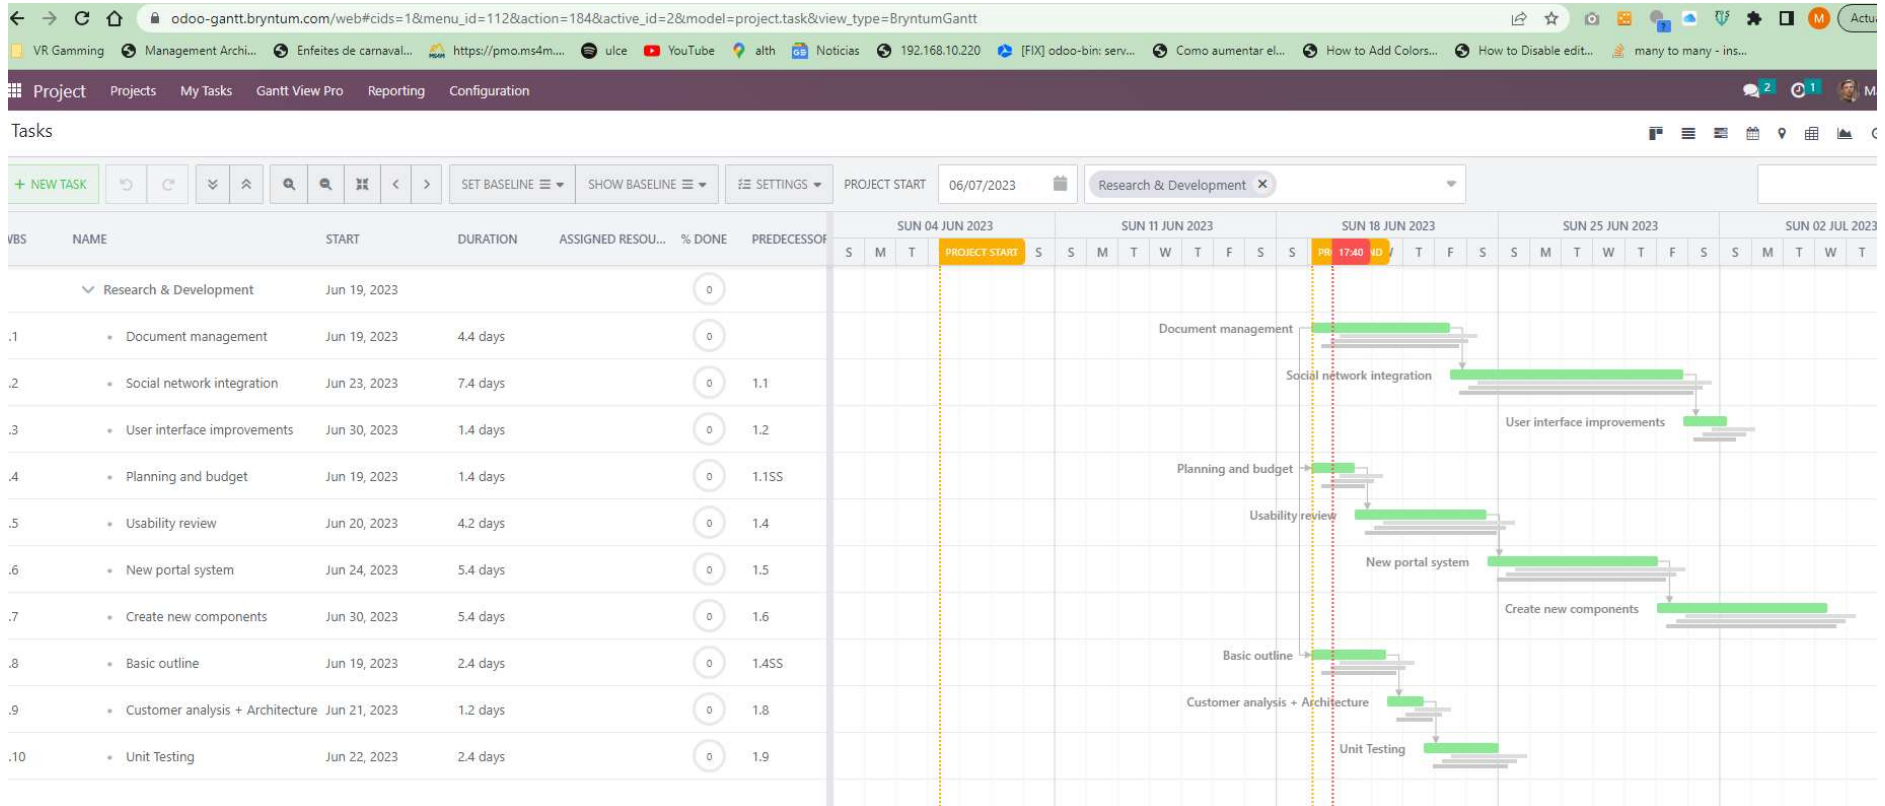 odoo-gantt.bryntum.com/web#cids=1&menu_id=112&action=184&active_id=2&model=project.task&view_type=BryntumGantt M Actu
VR Gamming Management Archi... Enfeites de carnaval... https://pmo.ms4m.... ulce YouTube alth Noticias 192.168.10.220 [FIX] odoo-bin: serv... Como aumentar el... How to Add Colors... How to Disable edit... many to many - ins...
Project Projects My Tasks Gantt View Pro Reporting Configuration 2 1 M
Tasks
+ NEW TASK SET BASELINE SHOW BASELINE SETTINGS PROJECT START 06/07/2023 Research & Development ×
SUN 04 JUN 2023 SUN 11 JUN 2023 SUN 18 JUN 2023 SUN 25 JUN 2023 SUN 02 JUL 2023
WBS NAME START DURATION ASSIGNED RESOU... % DONE PREDECESSOR
S M T PROJECT START S S M T W T F S S PR 17:40 ND T F S S M T W T F S S M T W T
Research & Development Jun 19, 2023 0
.1 Document management Jun 19, 2023 4.4 days 0 Document management
.2 Social network integration Jun 23, 2023 7.4 days 0 1.1 Social network integration
.3 User interface improvements Jun 30, 2023 1.4 days 0 1.2 User interface improvements
.4 Planning and budget Jun 19, 2023 1.4 days 0 1.1SS Planning and budget
.5 Usability review Jun 20, 2023 4.2 days 0 1.4 Usability review
.6 New portal system Jun 24, 2023 5.4 days 0 1.5 New portal system
.7 Create new components Jun 30, 2023 5.4 days 0 1.6 Create new components
.8 Basic outline Jun 19, 2023 2.4 days 0 1.4SS Basic outline
.9 Customer analysis + Architecture Jun 21, 2023 1.2 days 0 1.8 Customer analysis + Architecture
.10 Unit Testing Jun 22, 2023 2.4 days 0 1.9 Unit Testing